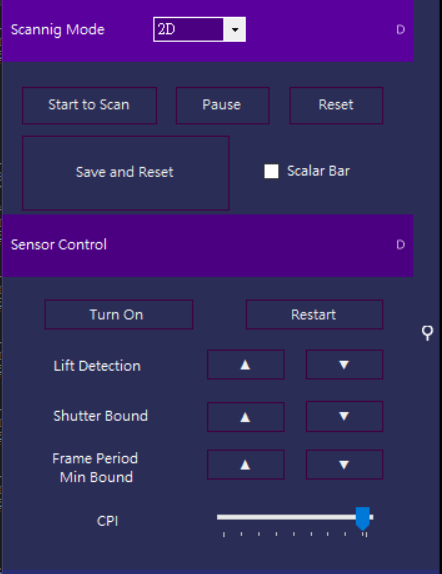 Scannig Mode 2D D
Start to Scan Pause Reset
Save and Reset Scalar Bar
Sensor Control D
Turn On Restart
Lift Detection ▲ ▼
Shutter Bound ▲ ▼
Frame Period
Min Bound ▲ ▼
CPI